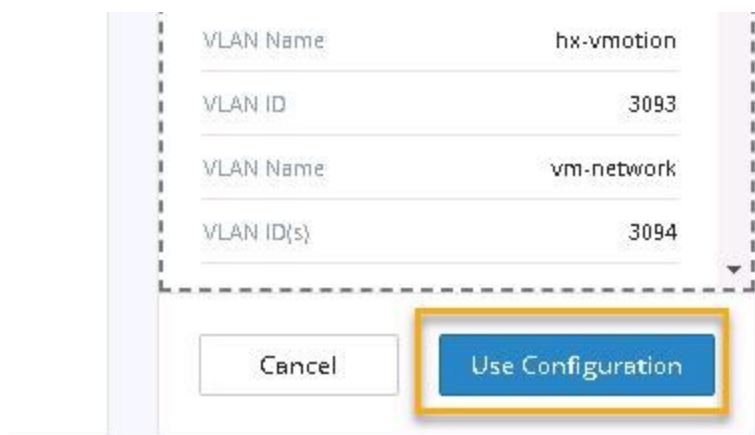 VLAN Name hx-vmotion
VLAN ID 3093
VLAN Name vm-network
VLAN ID(s) 3094
Cancel Use Configuration